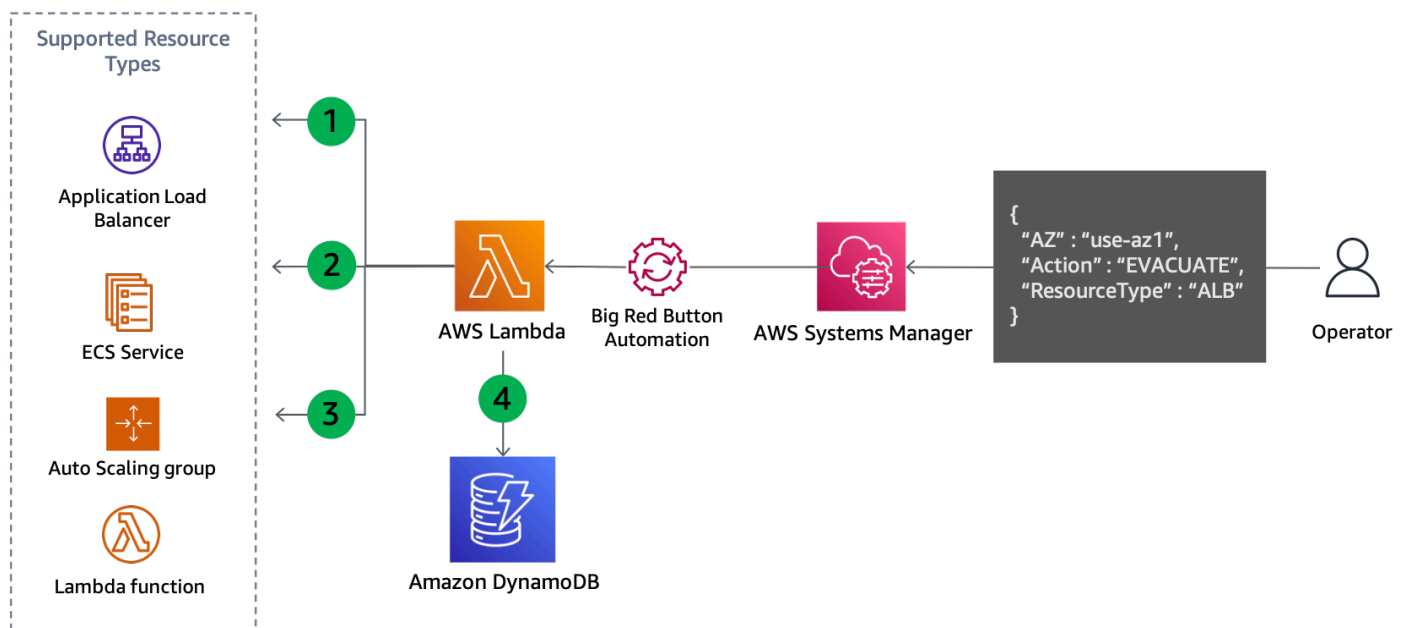 Supported Resource
Types
Application Load
Balancer
ECS Service
Auto Scaling group
Lambda function
1
2
3
4
AWS Lambda
Amazon DynamoDB
Big Red Button
Automation
AWS Systems Manager
{
“AZ” : “use-az1”,
“Action” : “EVACUATE”,
“ResourceType” : “ALB”
}
Operator